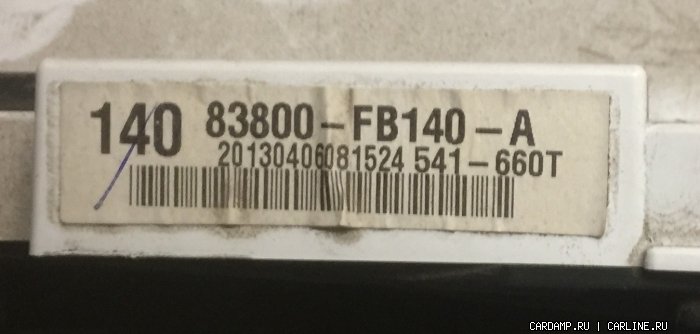 140 83800-FB140-A
20130406081524 541-660T
CARDAMP.RU | CARLINE.RU